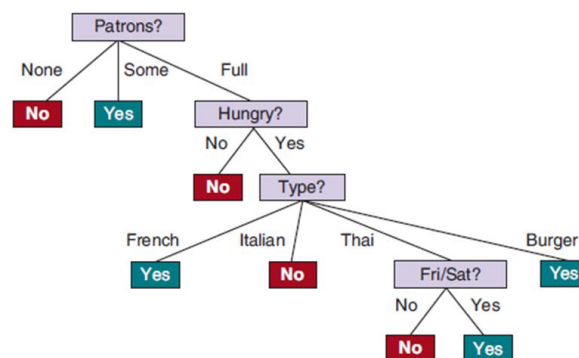 Patrons?
None Some Full
No Yes Hungry?
No Yes
No Type?
French Italian Thai Burger
Yes No Fri/Sat? Yes
No Yes
No Yes